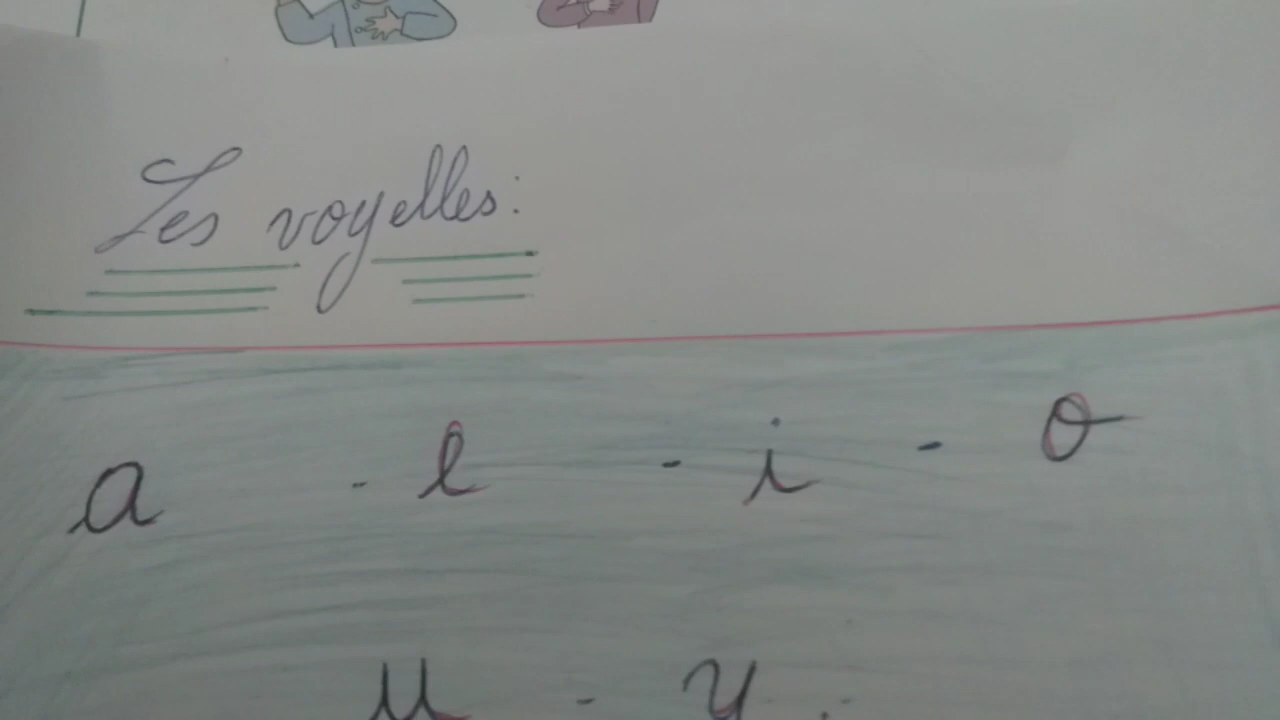 Les voyelles:
a - e - i - o
u - y.